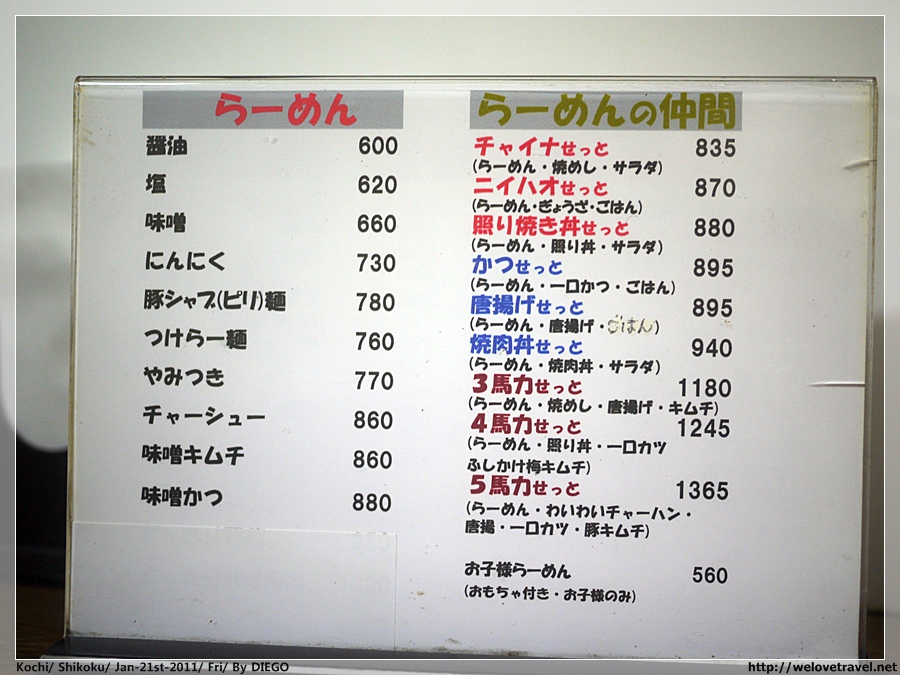 らーめん
醤油 600
塩 620
味噌 660
にんにく 730
豚シャブ(ピリ)麺 780
つけらー麺 760
やみつき 770
チャーシュー 860
味噌キムチ 860
味噌かつ 880
らーめんの仲間
チャイナせっと 835
(らーめん・焼めし・サラダ)
ニイハオせっと 870
(らーめん・ぎょうざ・ごはん)
照り焼き丼せっと 880
(らーめん・照り丼・サラダ)
かつせっと 895
(らーめん・一口かつ・ごはん)
唐揚げせっと 895
(らーめん・唐揚げ・ごはん)
焼肉丼せっと 940
(らーめん・焼肉丼・サラダ)
3馬力せっと 1180
(らーめん・焼めし・唐揚げ・キムチ)
4馬力せっと 1245
(らーめん・照り丼・一口カツ
ふしかけ梅キムチ)
5馬力せっと 1365
(らーめん・わいわいチャーハン・
唐揚・一口カツ・豚キムチ)
お子様らーめん 560
(おもちゃ付き・お子様のみ)
Kochi/ Shikoku/ Jan-21st-2011/ Fri/ By DIEGO
http://welovetravel.net